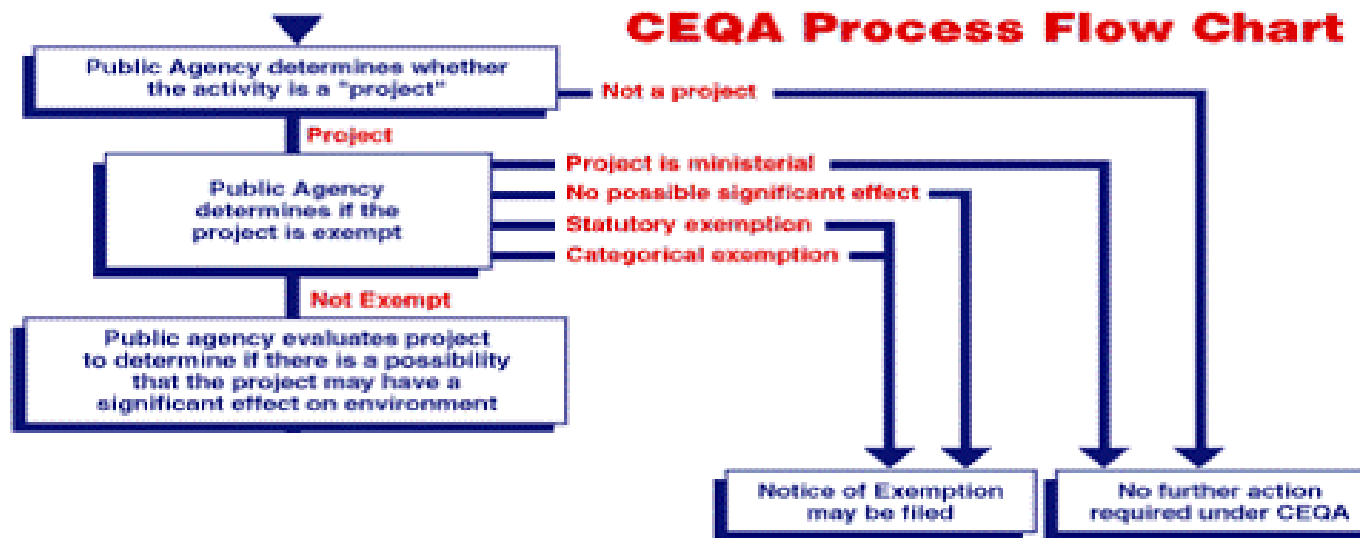 CEQA Process Flow Chart
Public Agency determines whether
the activity is a "project"
Not a project
Project
Public Agency
determines if the
project is exempt
Project is ministerial
No possible significant effect
Statutory exemption
Categorical exemption
Not Exempt
Public agency evaluates project
to determine if there is a possibility
that the project may have a
significant effect on environment
Notice of Exemption
may be filed
No further action
required under CEQA